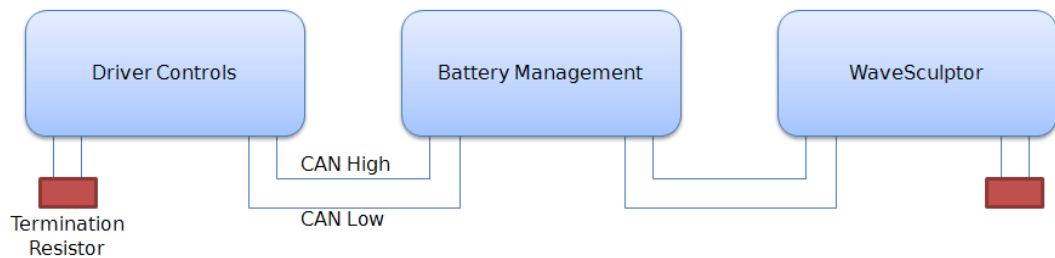 Driver Controls
Battery Management
WaveSculptor
CAN High
CAN Low
Termination
Resistor